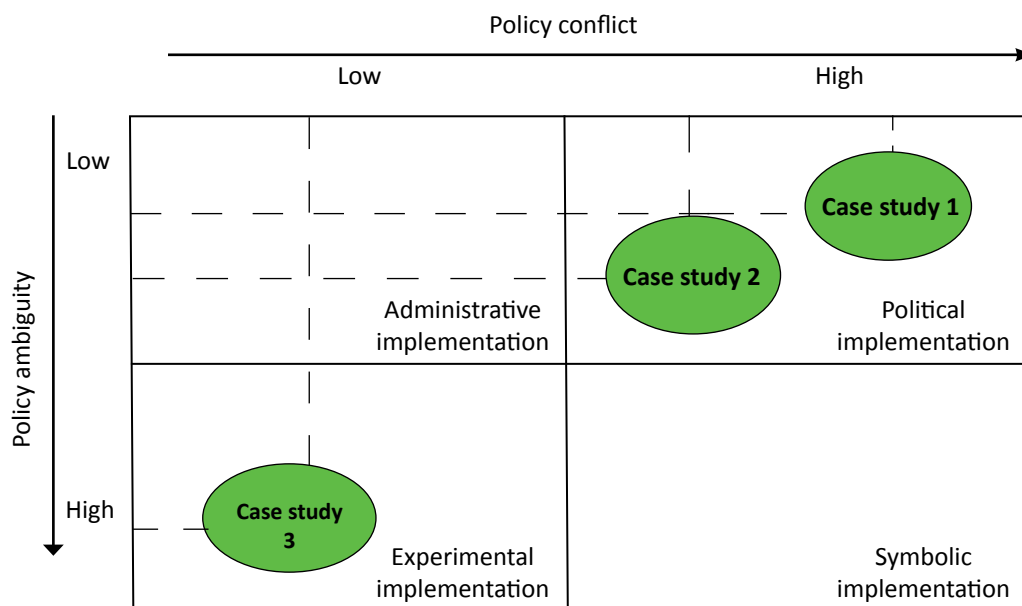 Policy conflict
Low
High
Policy ambiguity
Low
Case study 1
Case study 2
Administrative
implementation
Political
implementation
High
Case study
3
Experimental
implementation
Symbolic
implementation